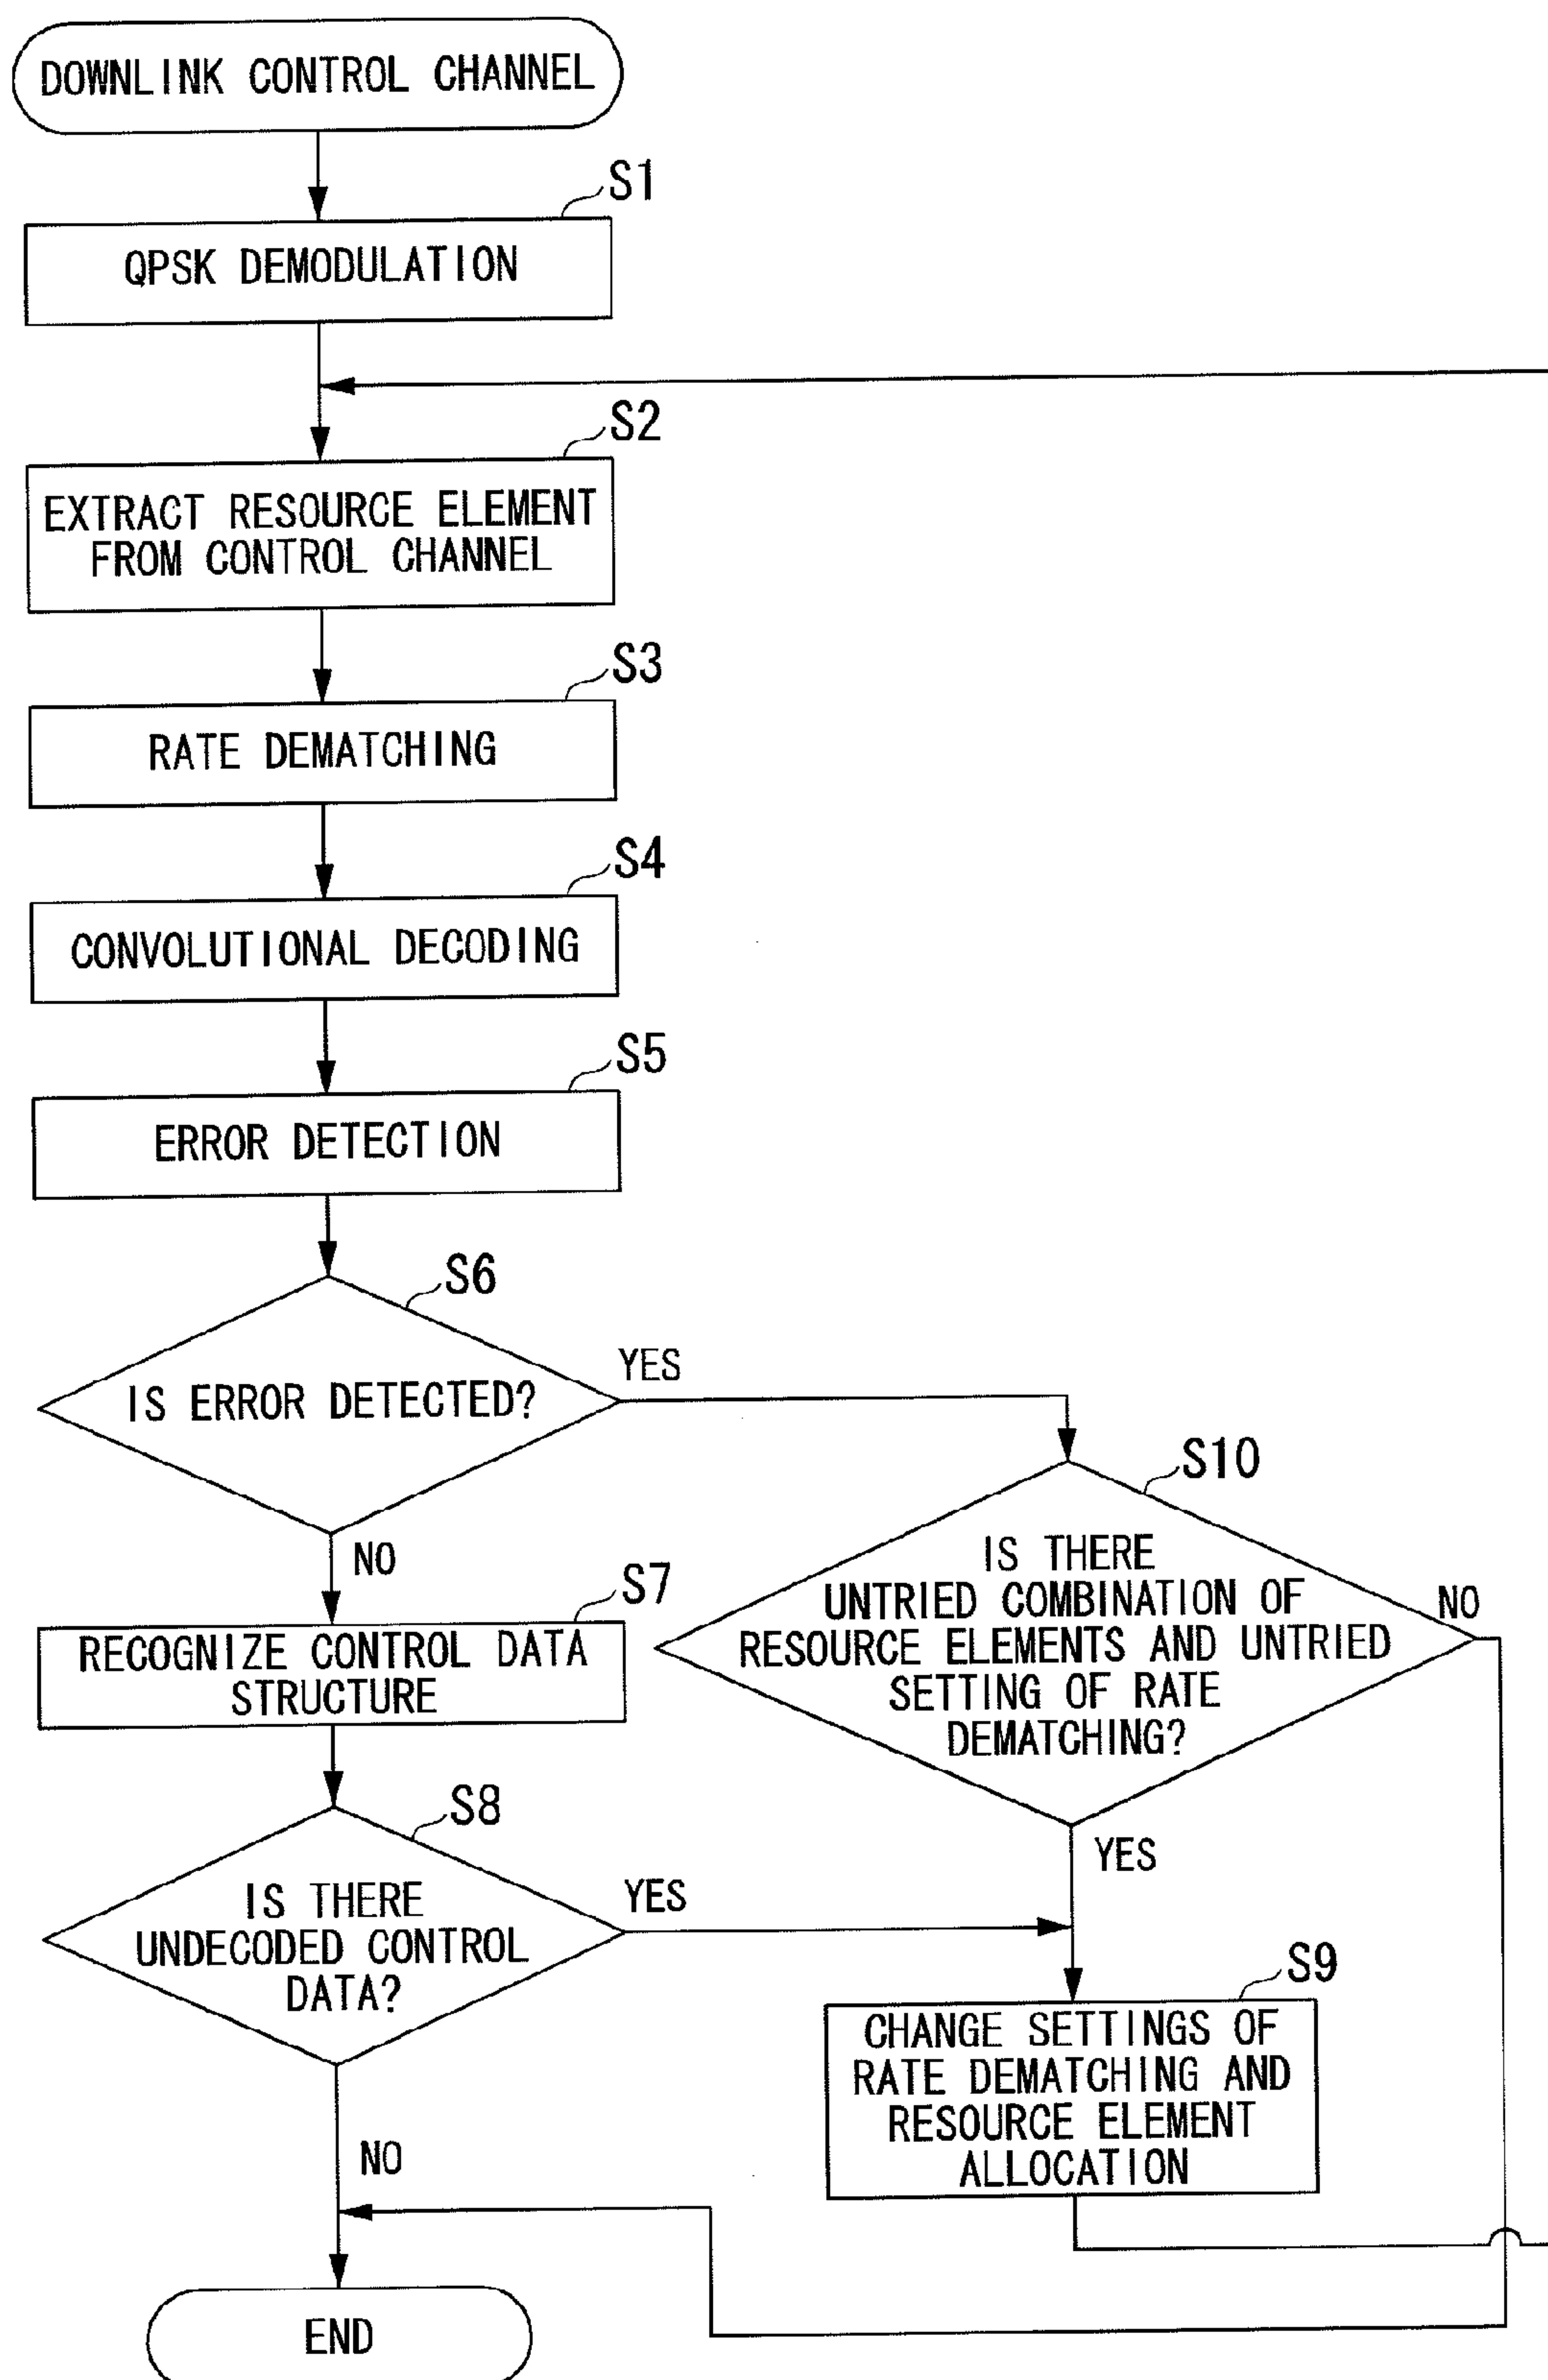 DOWNLINK CONTROL CHANNEL
S1
QPSK DEMODULATION
S2
EXTRACT RESOURCE ELEMENT
FROM CONTROL CHANNEL
S3
RATE DEMATCHING
S4
CONVOLUTIONAL DECODING
S5
ERROR DETECTION
S6
IS ERROR DETECTED?
YES
NO
S10
IS THERE
UNTRIED COMBINATION OF
RESOURCE ELEMENTS AND UNTRIED
SETTING OF RATE
DEMATCHING?
NO
YES
S7
RECOGNIZE CONTROL DATA
STRUCTURE
S8
IS THERE
UNDECODED CONTROL
DATA?
YES
NO
S9
CHANGE SETTINGS OF
RATE DEMATCHING AND
RESOURCE ELEMENT
ALLOCATION
END